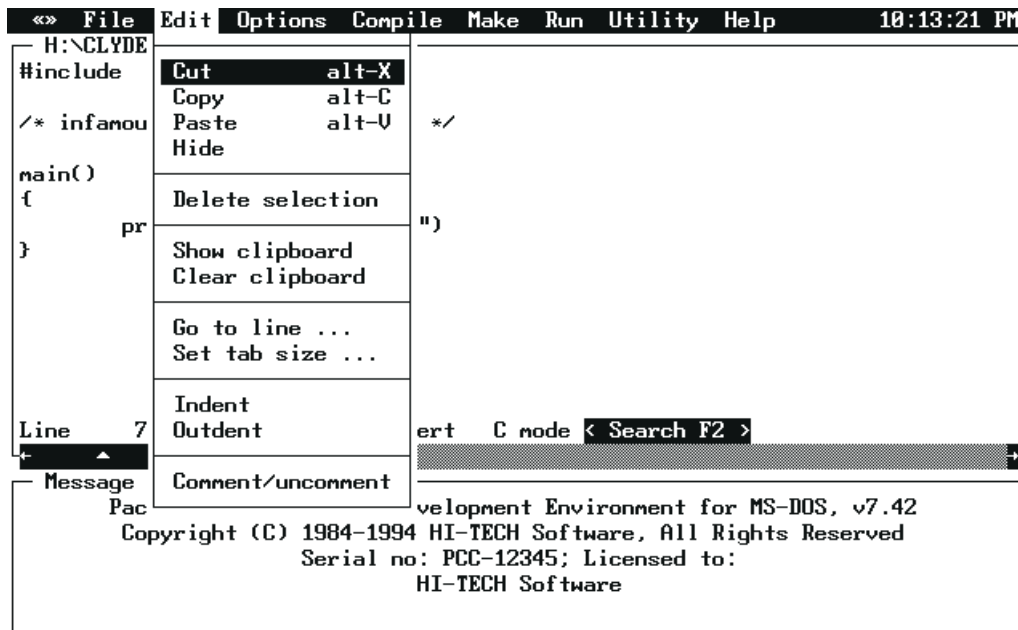 «» File Edit Options Compile Make Run Utility Help 10:13:21 PM
H:\CLYDE
#include
/* infamou */
main()
{
pr ")
}
Cut alt-X
Copy alt-C
Paste alt-V
Hide
Delete selection
Show clipboard
Clear clipboard
Go to line ...
Set tab size ...
Indent
Outdent
Comment/uncomment
Line 7 ert C mode < Search F2 >
Message
Pac velopment Environment for MS-DOS, v7.42
Copyright (C) 1984-1994 HI-TECH Software, All Rights Reserved
Serial no: PCC-12345; Licensed to:
HI-TECH Software